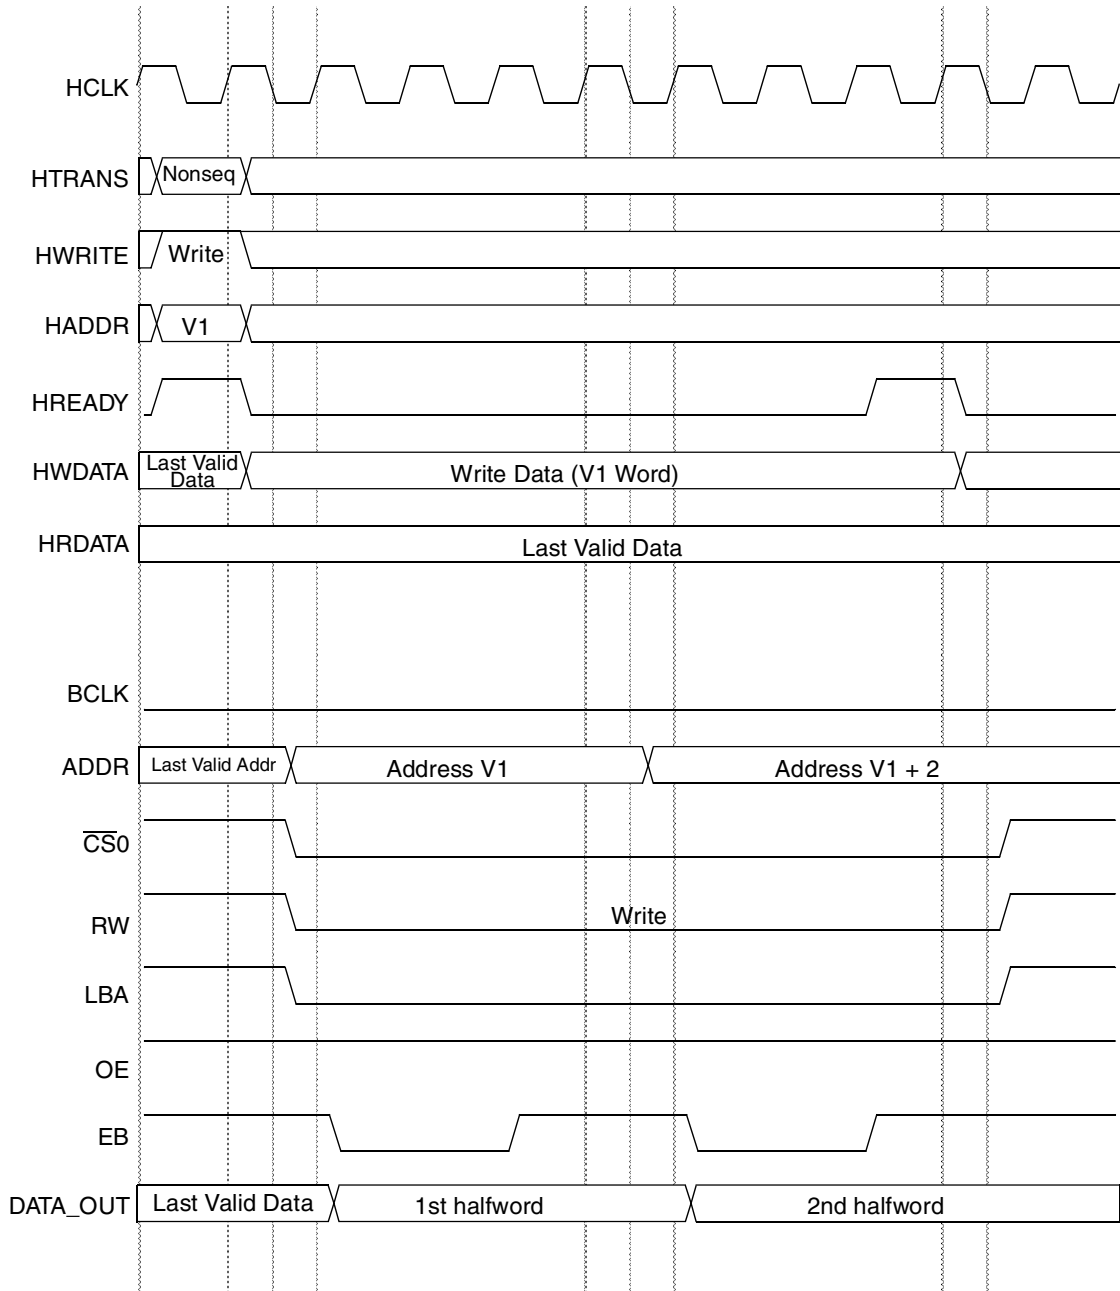 HCLK
HTRANS Nonseq
HWRITE Write
HADDR V1
HREADY
HWDATA Last Valid Data Write Data (V1 Word)
HRDATA Last Valid Data
BCLK
ADDR Last Valid Addr Address V1 Address V1 + 2
CS0
RW Write
LBA
OE
EB
DATA_OUT Last Valid Data 1st halfword 2nd halfword